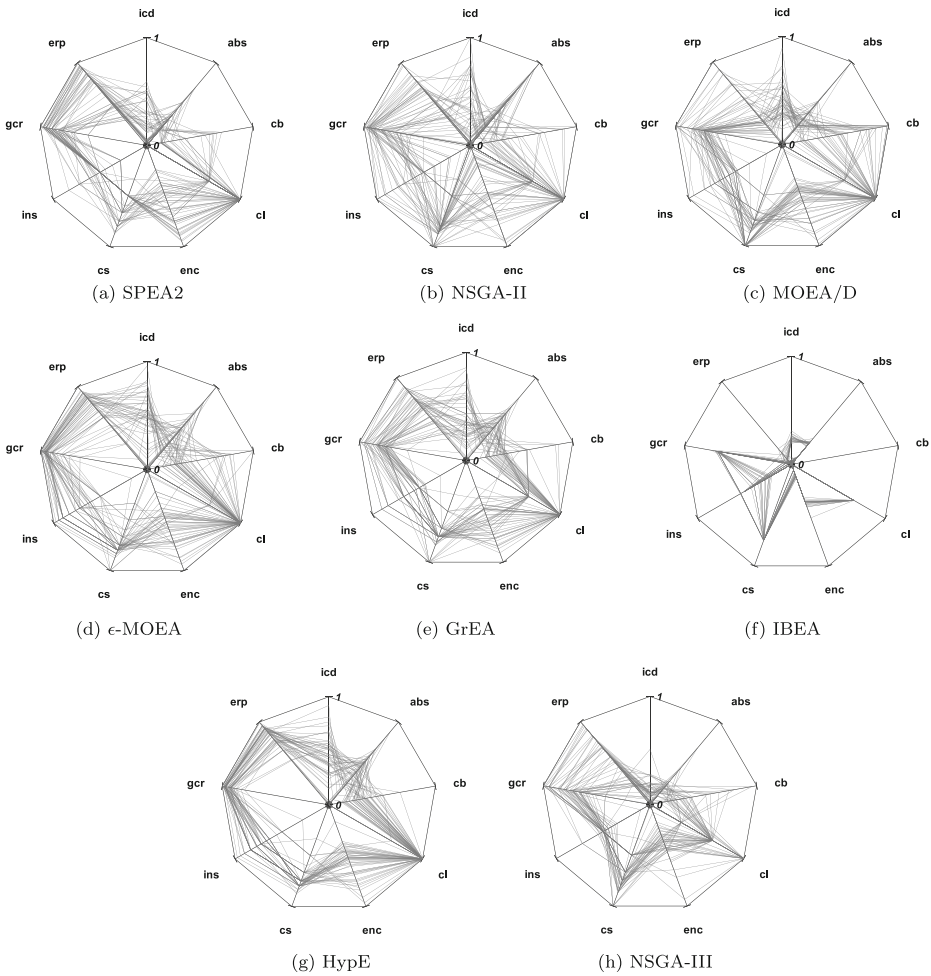 icd
1
erp
abs
gcr
cb
0
ins
cl
cs
enc
(a) SPEA2
icd
1
erp
abs
gcr
cb
0
ins
cl
cs
enc
(b) NSGA-II
icd
1
erp
abs
gcr
cb
0
ins
cl
cs
enc
(c) MOEA/D
icd
1
erp
abs
gcr
cb
0
ins
cl
cs
enc
(d) ϵ-MOEA
icd
1
erp
abs
gcr
cb
0
ins
cl
cs
enc
(e) GrEA
icd
1
erp
abs
gcr
cb
0
ins
cl
cs
enc
(f) IBEA
icd
1
erp
abs
gcr
cb
0
ins
cl
cs
enc
(g) HypE
icd
1
erp
abs
gcr
cb
0
ins
cl
cs
enc
(h) NSGA-III